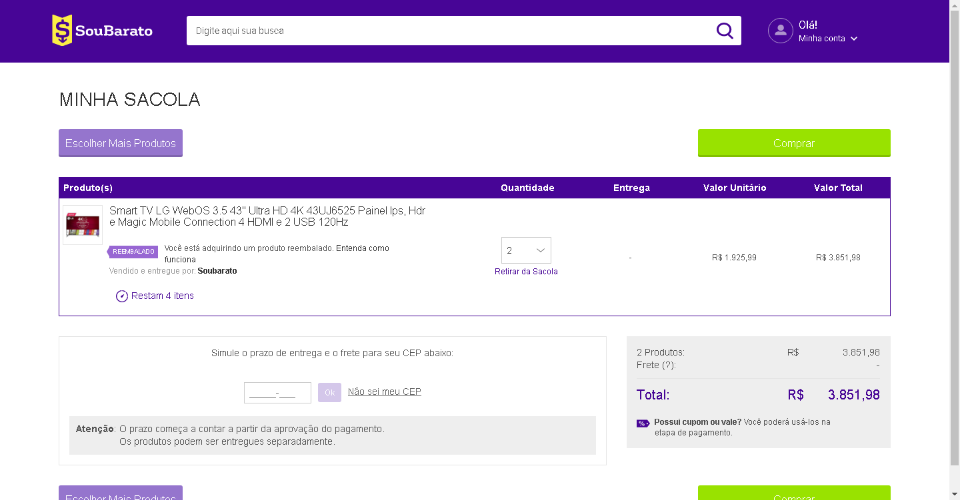 SouBarato
Digite aqui sua busca
Olá!
Minha conta
MINHA SACOLA
Escolher Mais Produtos
Comprar
Produto(s) Quantidade Entrega Valor Unitário Valor Total
Smart TV LG WebOS 3.5 43" Ultra HD 4K 43UJ6525 Painel Ips, Hdr
e Magic Mobile Connection 4 HDMI e 2 USB 120Hz
REEMBALADO Você está adquirindo um produto reembalado. Entenda como
funciona
Vendido e entregue por: Soubarato
2
Retirar da Sacola
-
R$ 1.925,99
R$ 3.851,98
Restam 4 itens
Simule o prazo de entrega e o frete para seu CEP abaixo:
_____-___ Ok Não sei meu CEP
Atenção. O prazo começa a contar a partir da aprovação do pagamento.
Os produtos podem ser entregues separadamente.
2 Produtos: R$ 3.851,98
Frete (?): -
Total: R$ 3.851,98
% Possui cupom ou vale? Você poderá usá-los na
etapa de pagamento.
Escolher Mais Produtos
Comprar